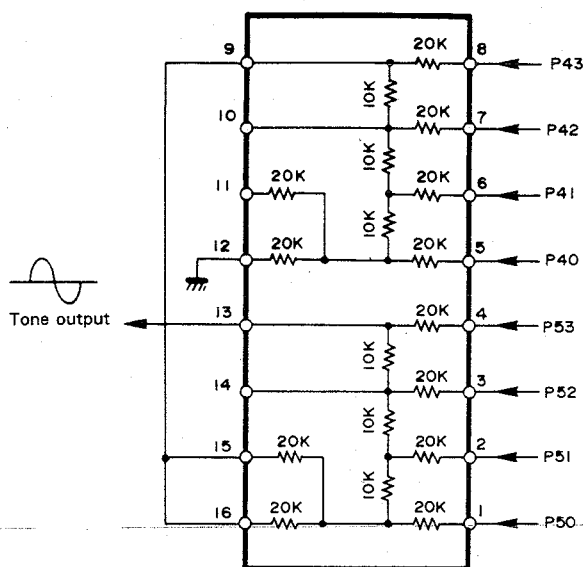 9 20K 8 P43
10K
10 20K 7 P42
10K
11 20K 20K 6 P41
10K
12 20K 20K 5 P40
Tone output
13 20K 4 P53
10K
14 20K 3 P52
10K
15 20K 20K 2 P51
10K
16 20K 20K 1 P50